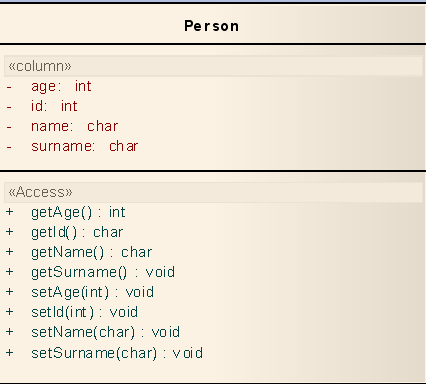 Person
«column»
- age: int
- id: int
- name: char
- surname: char
«Access»
+ getAge() : int
+ getId() : char
+ getName() : char
+ getSurname() : void
+ setAge(int) : void
+ setId(int) : void
+ setName(char) : void
+ setSurname(char) : void